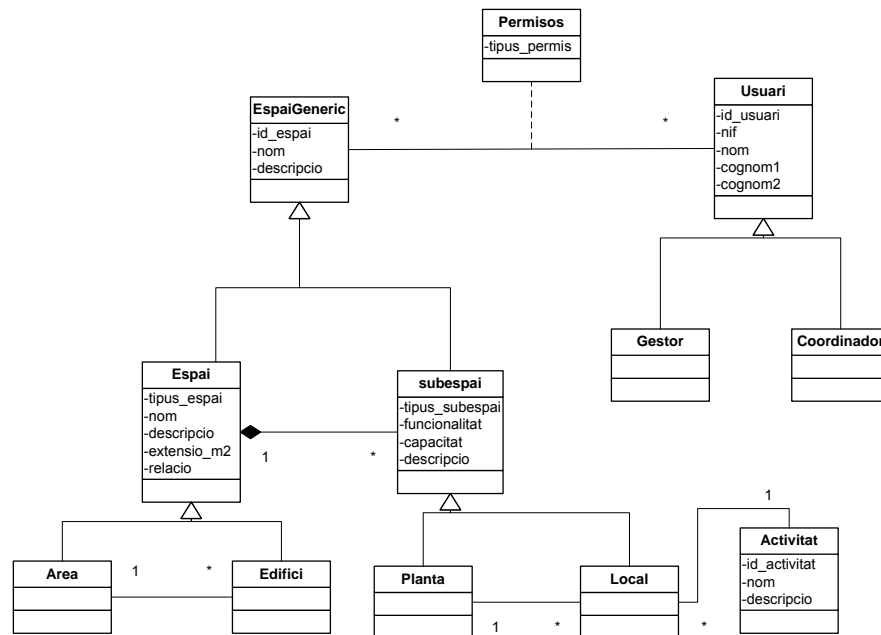 Permisos
-tipus_permis
EspaiGeneric
-id_espai
-nom
-descripcio
*
*
Usuari
-id_usuari
-nif
-nom
-cognom1
-cognom2
Gestor
Coordinador
Espai
-tipus_espai
-nom
-descripcio
-extensio_m2
-relacio
1
*
subespai
-tipus_subespai
-funcionalitat
-capacitat
-descripcio
Area
1
*
Edifici
Planta
1
*
Local
*
1
Activitat
-id_activitat
-nom
-descripcio